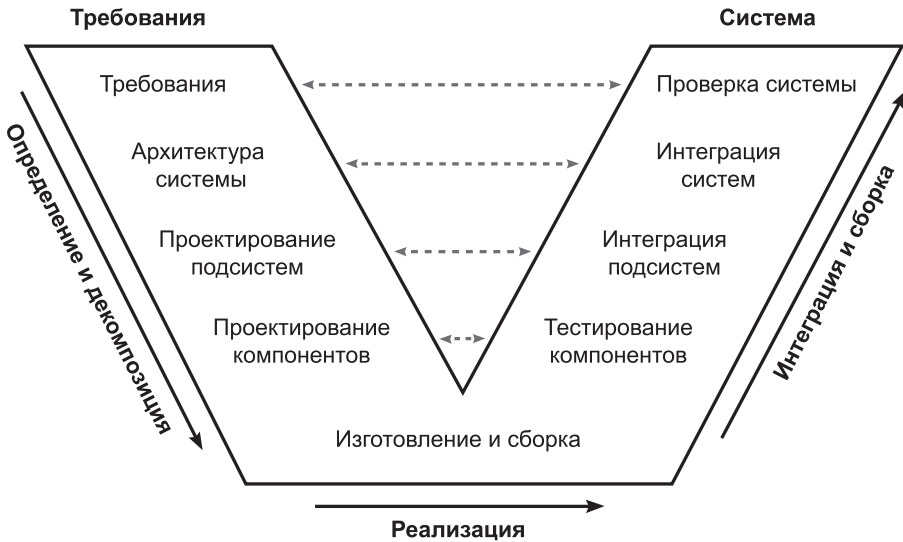 Требования
Система
Требования
Проверка системы
Архитектура
системы
Интеграция
систем
Проектирование
подсистем
Интеграция
подсистем
Проектирование
компонентов
Тестирование
компонентов
Изготовление и сборка
Определение и декомпозиция
Реализация
Интеграция и сборка